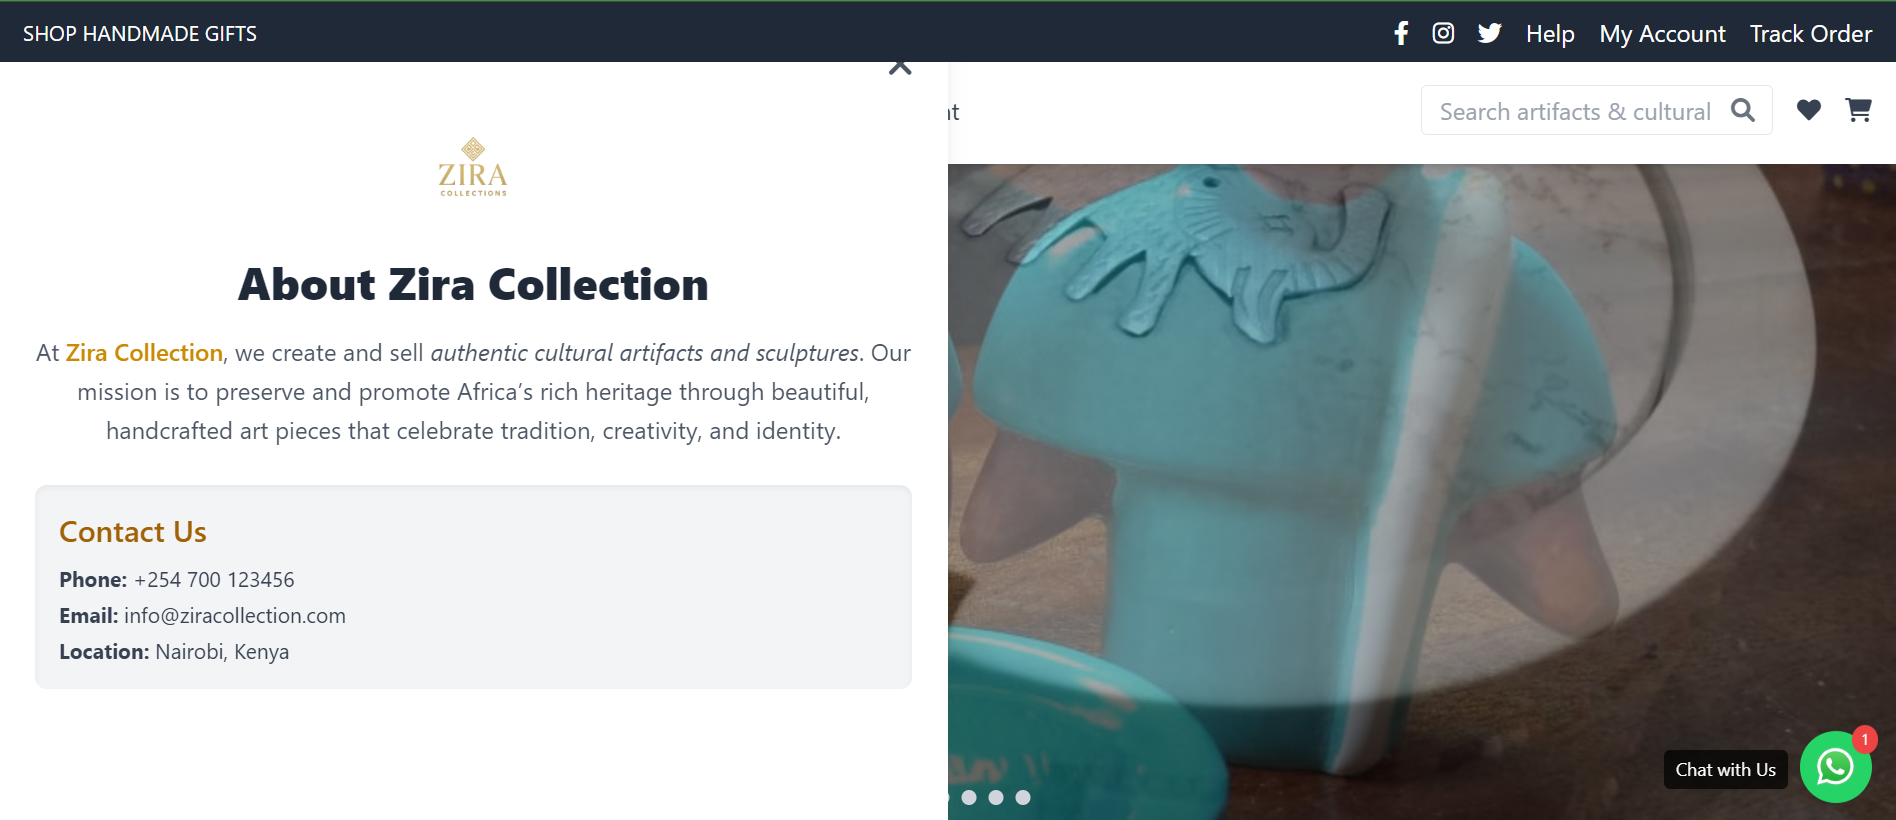 SHOP HANDMADE GIFTS
Help My Account Track Order
Search artifacts & cultural
ZIRA
COLLECTIONS
About Zira Collection
At Zira Collection, we create and sell authentic cultural artifacts and sculptures. Our
mission is to preserve and promote Africa’s rich heritage through beautiful,
handcrafted art pieces that celebrate tradition, creativity, and identity.
Contact Us
Phone: +254 700 123456
Email: info@ziracollection.com
Location: Nairobi, Kenya
1
Chat with Us